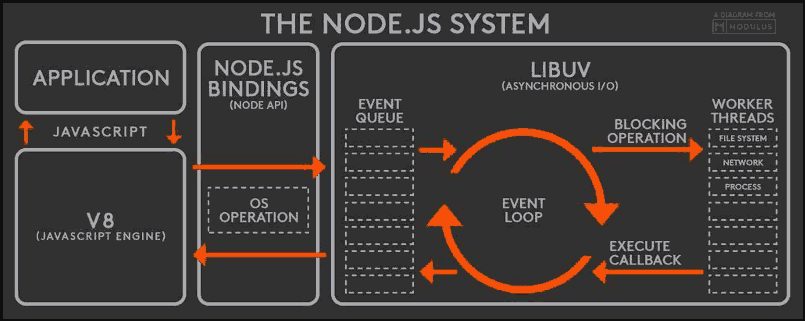 THE NODE.JS SYSTEM
A DIAGRAM FROM
MODULUS
APPLICATION
JAVASCRIPT
V8
(JAVASCRIPT ENGINE)
NODE.JS
BINDINGS
(NODE API)
OS
OPERATION
LIBUV
(ASYNCHRONOUS I/O)
EVENT
QUEUE
EVENT
LOOP
BLOCKING
OPERATION
EXECUTE
CALLBACK
WORKER
THREADS
FILE SYSTEM
NETWORK
PROCESS